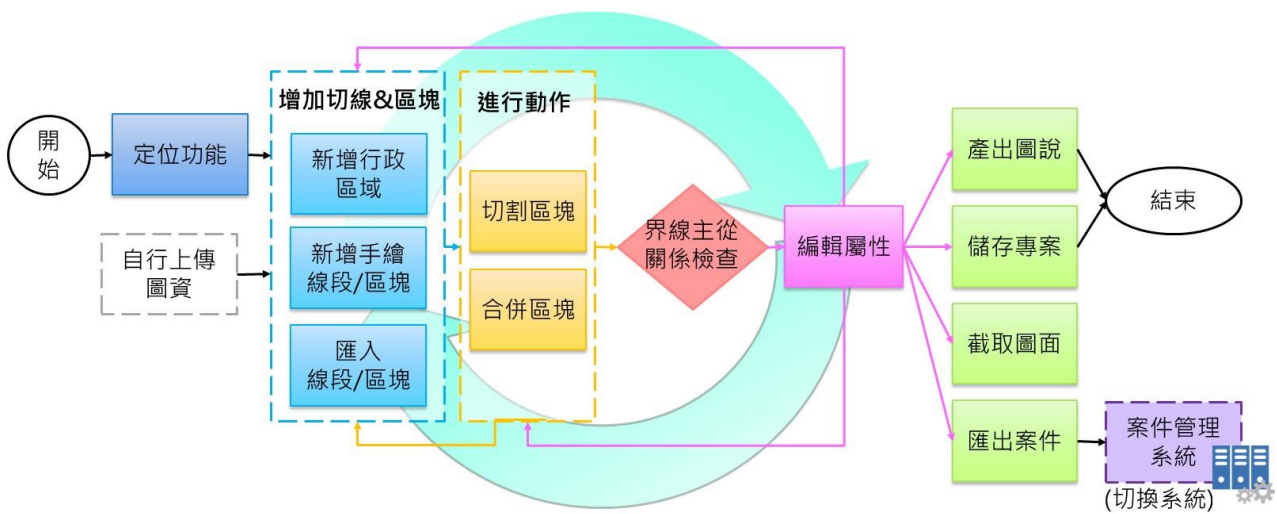 開
始
定位功能
自行上傳
圖資
增加切線&區塊
新增行政
區域
新增手繪
線段/區塊
匯入
線段/區塊
進行動作
切割區塊
合併區塊
界線主從
關係檢查
編輯屬性
產出圖說
儲存專案
截取圖面
匯出案件
結束
案件管理
系統
(切換系統)